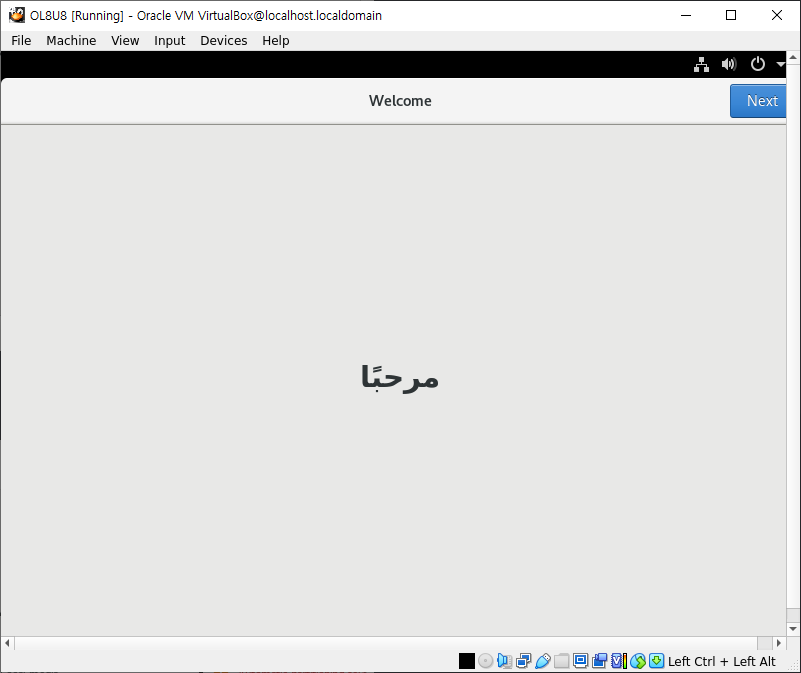 OL8U8 [Running] - Oracle VM VirtualBox@localhost.localdomain
File Machine View Input Devices Help
Welcome
Next
مرحبًا
Left Ctrl + Left Alt